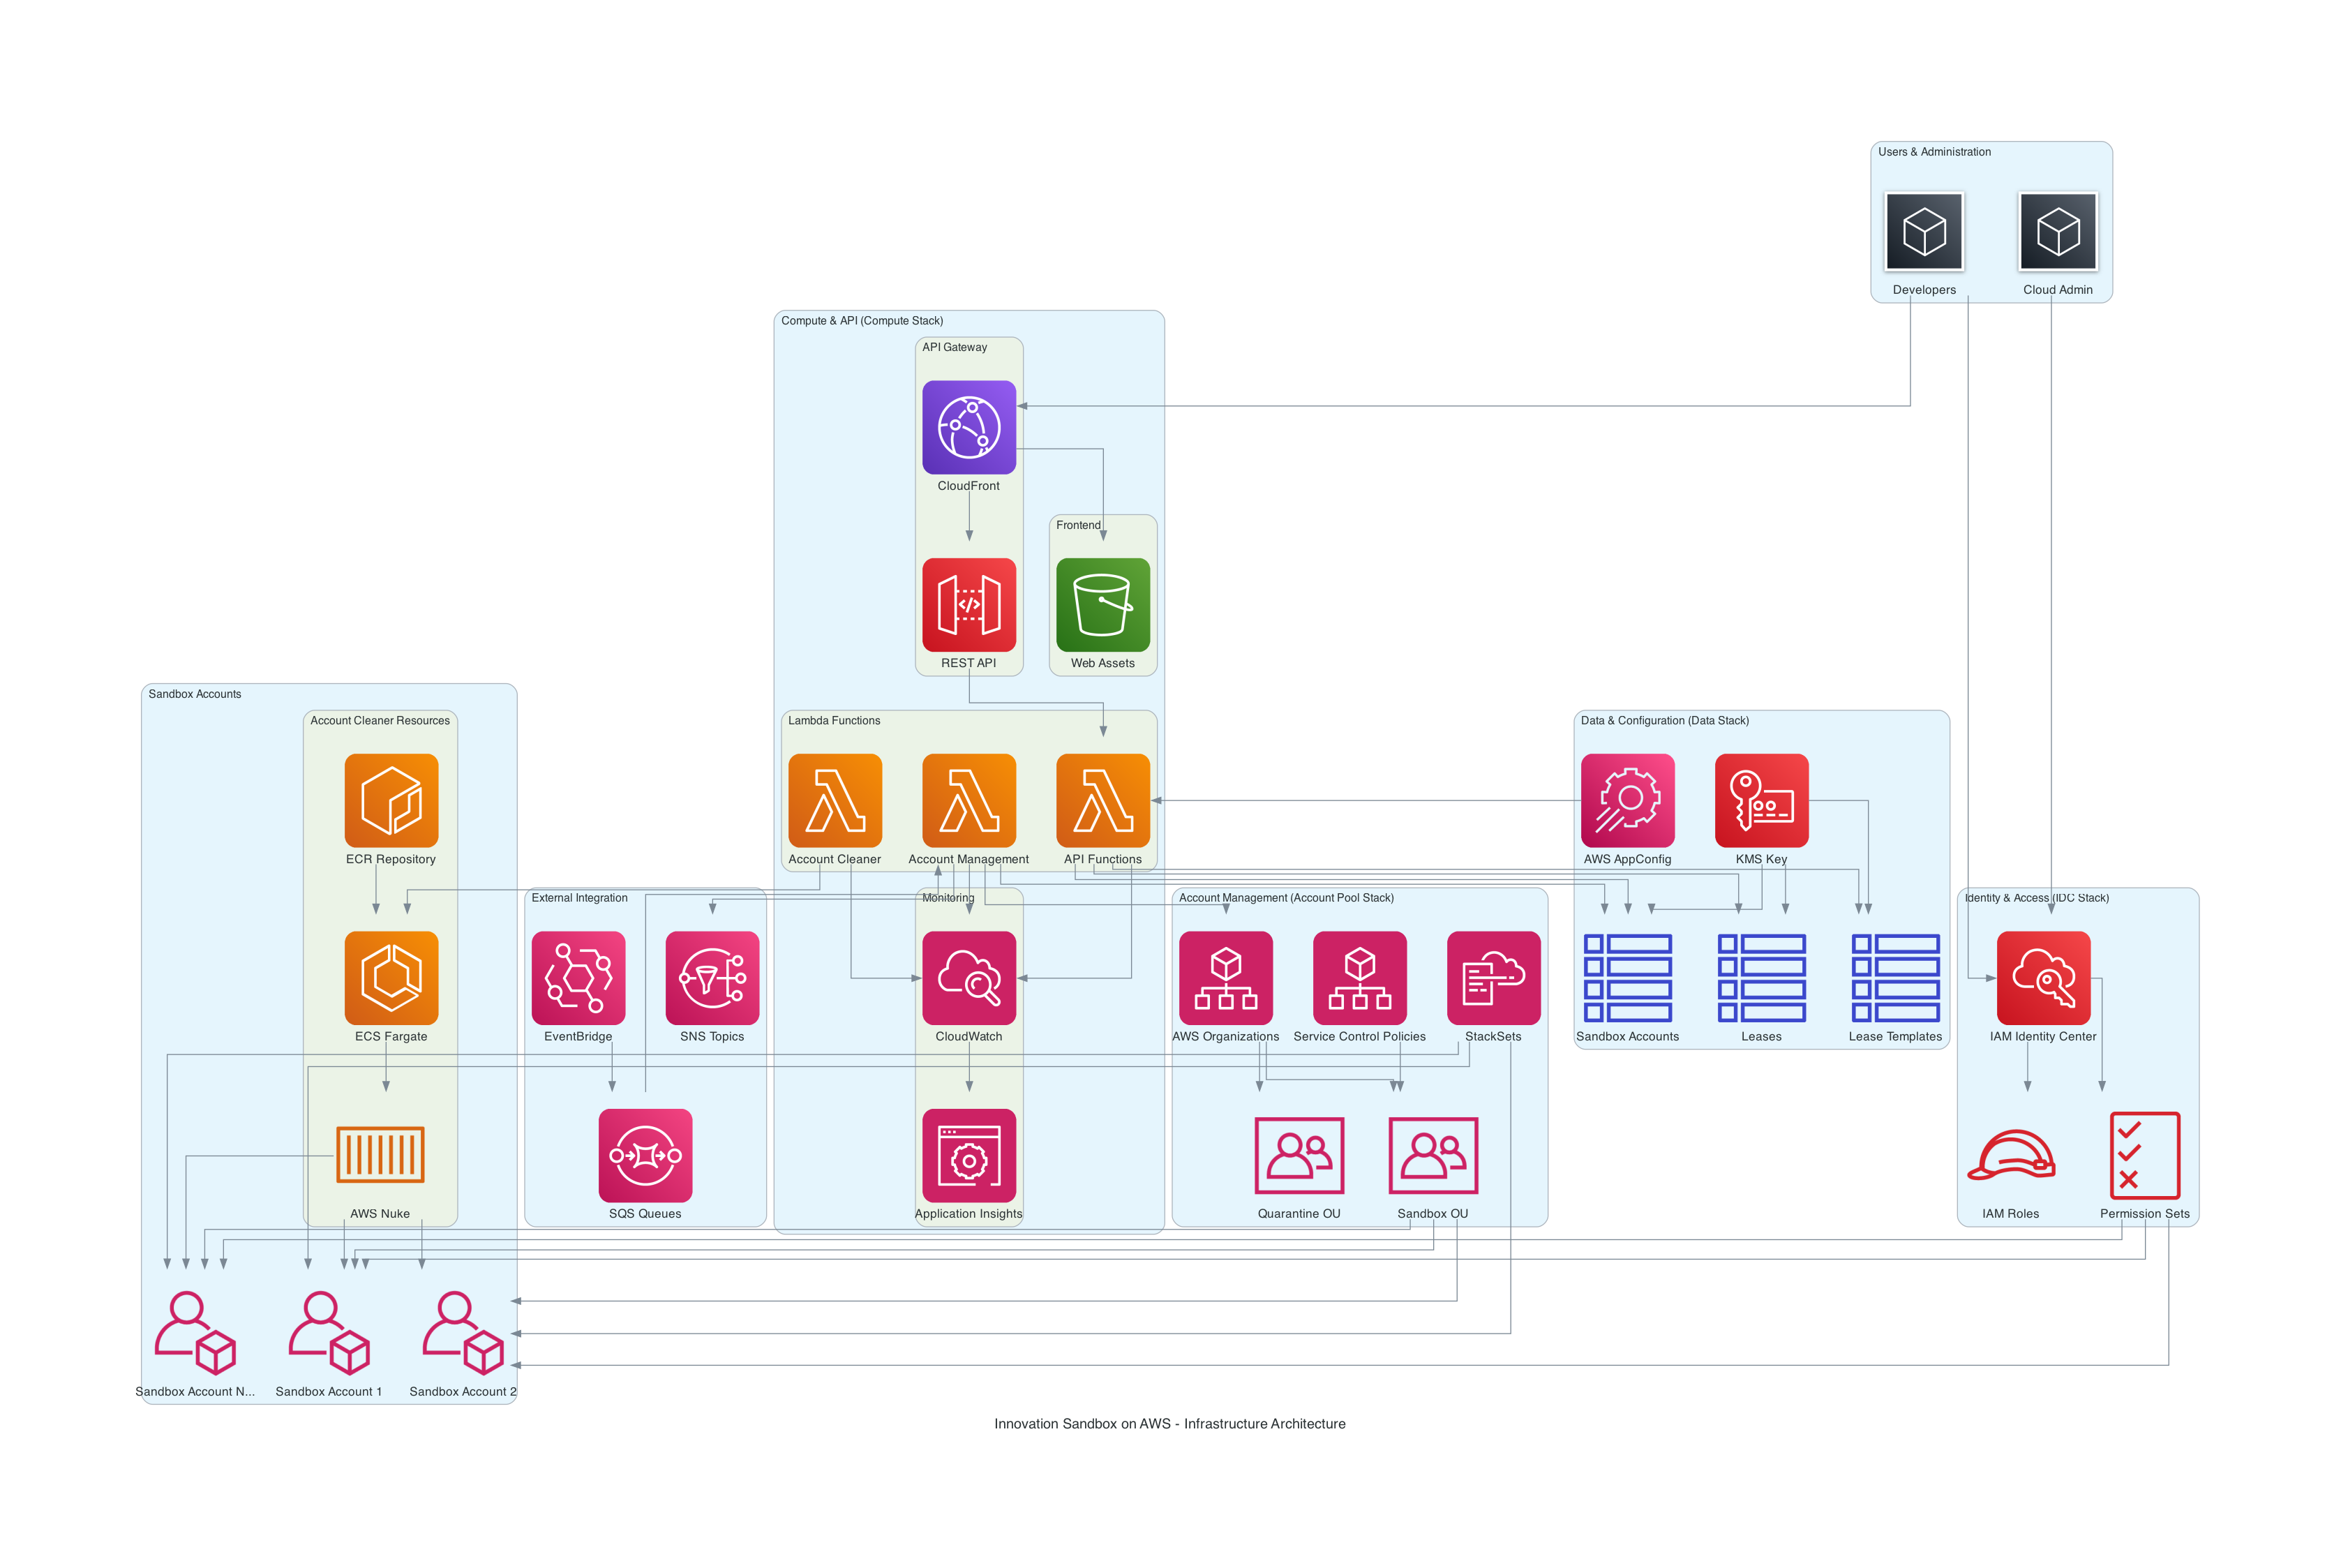 Users & Administration
Developers
Cloud Admin
Compute & API (Compute Stack)
API Gateway
CloudFront
Frontend
REST API
Web Assets
Sandbox Accounts
Account Cleaner Resources
Lambda Functions
Data & Configuration (Data Stack)
ECR Repository
Account Cleaner
Account Management
API Functions
AWS AppConfig
KMS Key
External Integration
Monitoring
Account Management (Account Pool Stack)
Identity & Access (IDC Stack)
ECS Fargate
EventBridge
SNS Topics
CloudWatch
AWS Organizations
Service Control Policies
StackSets
Sandbox Accounts
Leases
Lease Templates
IAM Identity Center
AWS Nuke
SQS Queues
Application Insights
Quarantine OU
Sandbox OU
IAM Roles
Permission Sets
Sandbox Account N...
Sandbox Account 1
Sandbox Account 2
Innovation Sandbox on AWS - Infrastructure Architecture